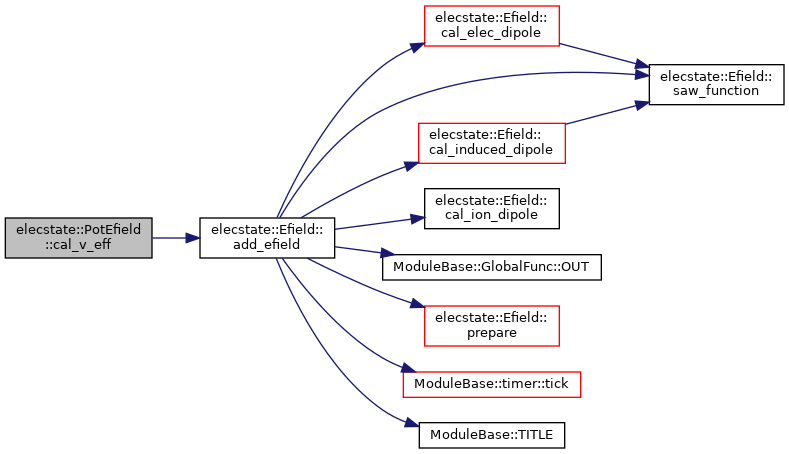 elecstate::PotEfield
::cal_v_eff
elecstate::Efield::
add_efield
elecstate::Efield::
cal_elec_dipole
elecstate::Efield::
saw_function
elecstate::Efield::
cal_induced_dipole
elecstate::Efield::
cal_ion_dipole
ModuleBase::GlobalFunc::OUT
elecstate::Efield::
prepare
ModuleBase::timer::tick
ModuleBase::TITLE